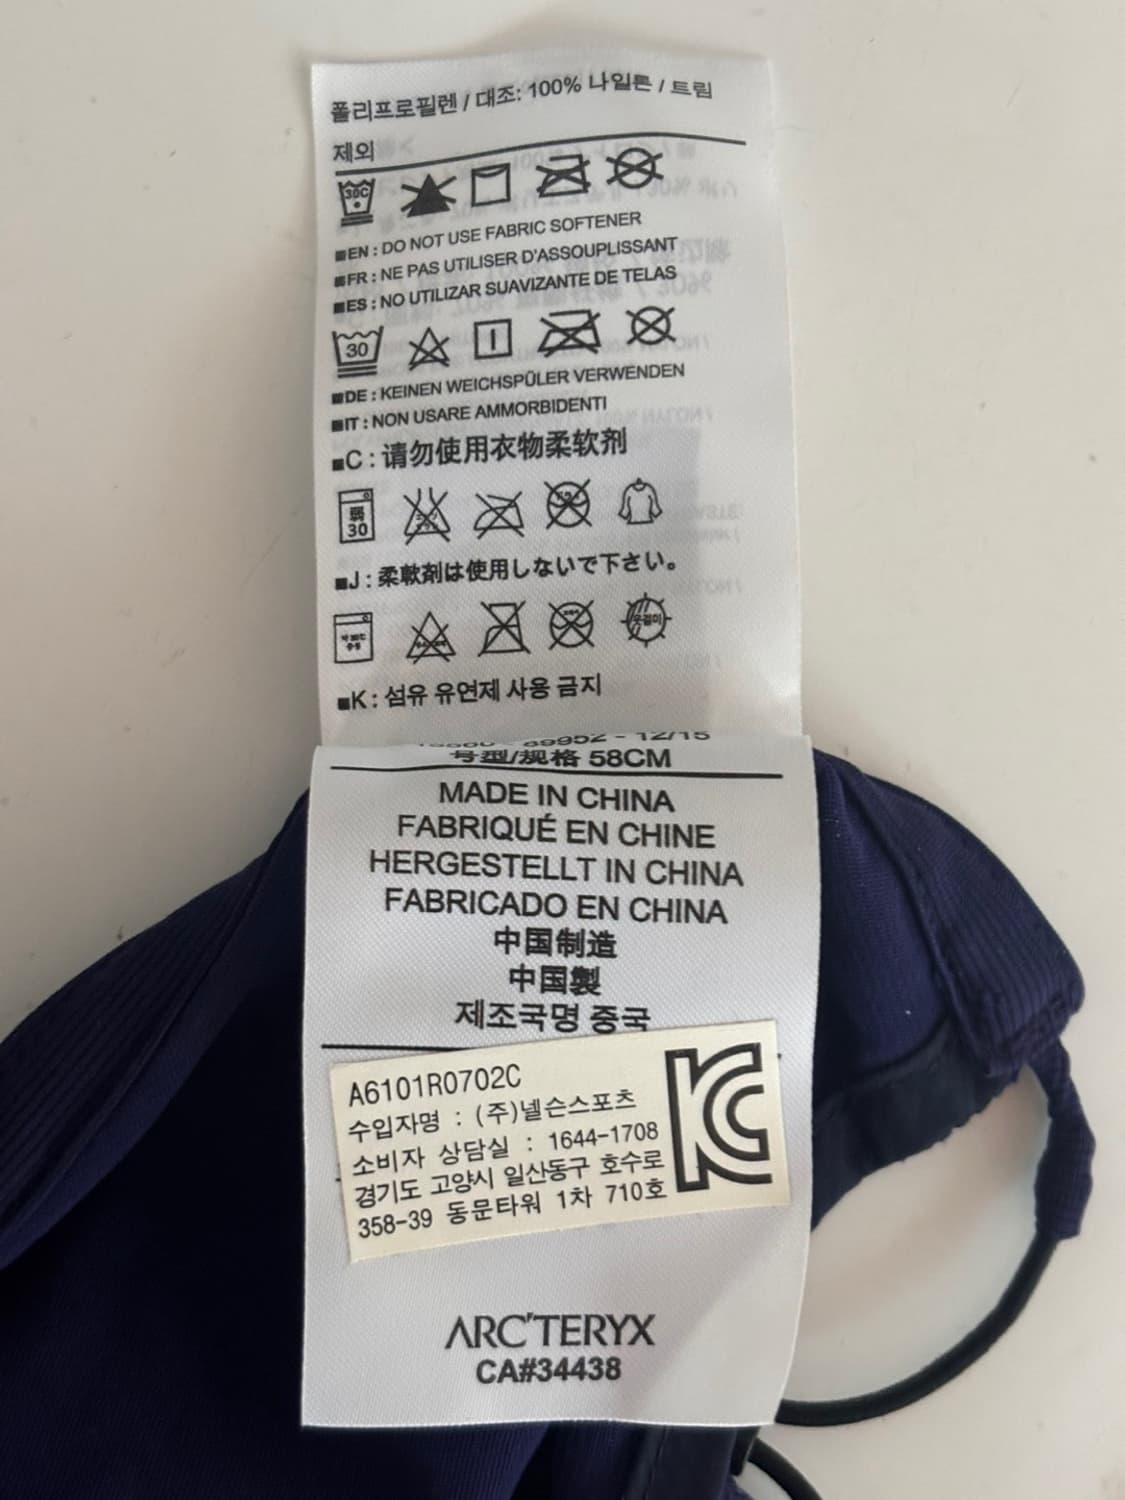 폴리프로필렌 / 대조: 100% 나일론 / 트림
제외
30C
■EN : DO NOT USE FABRIC SOFTENER
■FR : NE PAS UTILISER D'ASSOUPLISSANT
■ES : NO UTILIZAR SUAVIZANTE DE TELAS
30
■DE : KEINEN WEICHSPÜLER VERWENDEN
■IT : NON USARE AMMORBIDENTI
■C : 请勿使用衣物柔软剂
弱
30
■J : 柔軟剤は使用しないで下さい。
옷걸이
■K : 섬유 유연제 사용 금지
- 89952 - 12/15
号型/规格 58CM
MADE IN CHINA
FABRIQUÉ EN CHINE
HERGESTELLT IN CHINA
FABRICADO EN CHINA
中国制造
中国製
제조국명 중국
A6101R0702C
수입자명 : (주)넬슨스포츠
소비자 상담실 : 1644-1708
경기도 고양시 일산동구 호수로
358-39 동문타워 1차 710호
ARC'TERYX
CA#34438